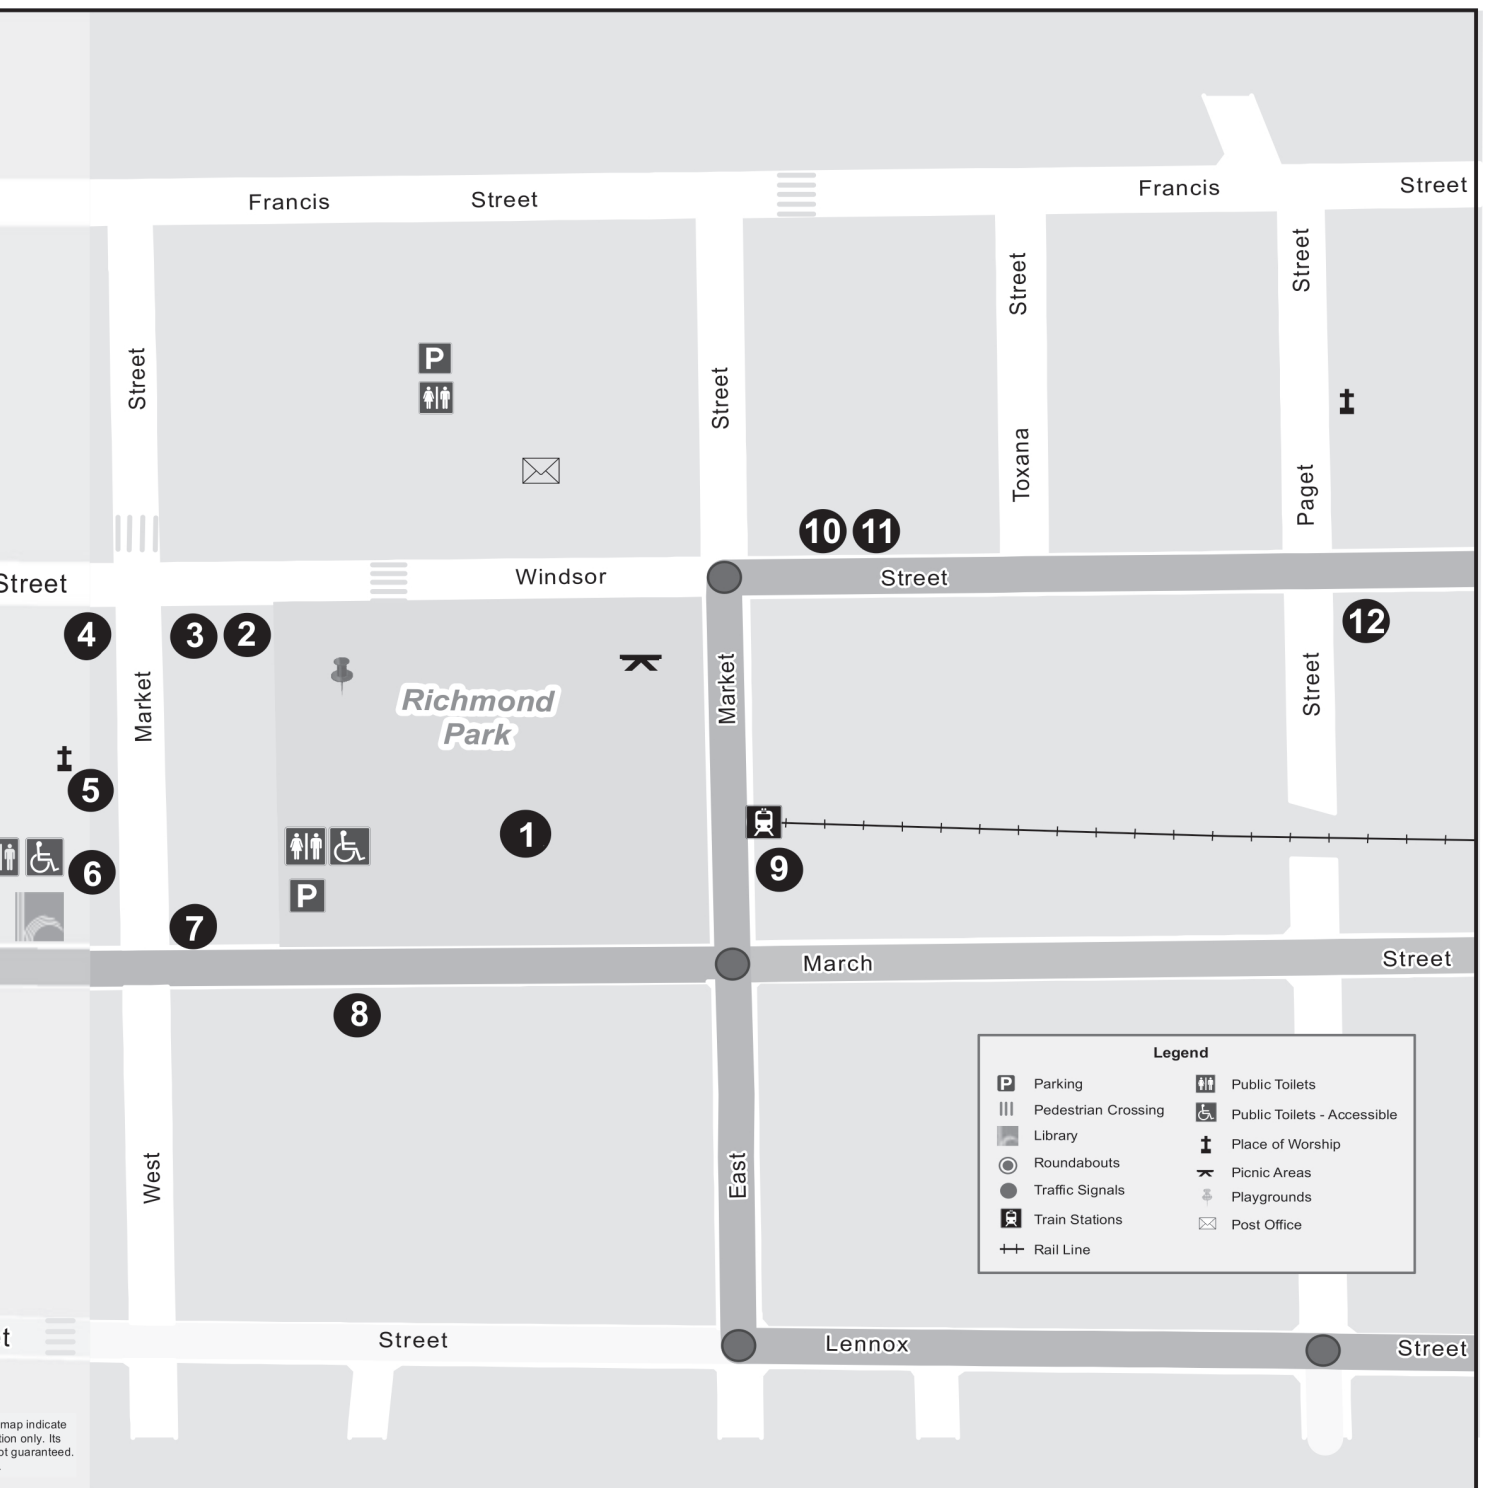 Francis Street
Francis Street
Street
Street
Street
Street
P
Street
Toxana
Paget
10
11
Street
Windsor
Street
4
3
2
12
Market
Market
Street
Richmond
Park
5
1
6
9
P
7
March
Street
8
Legend
Parking
Pedestrian Crossing
Library
Roundabouts
Traffic Signals
Train Stations
Rail Line
Public Toilets
Public Toilets - Accessible
Place of Worship
Picnic Areas
Playgrounds
Post Office
P
West
East
t
Street
Lennox
Street
map indicate
tion only. Its
ot guaranteed.